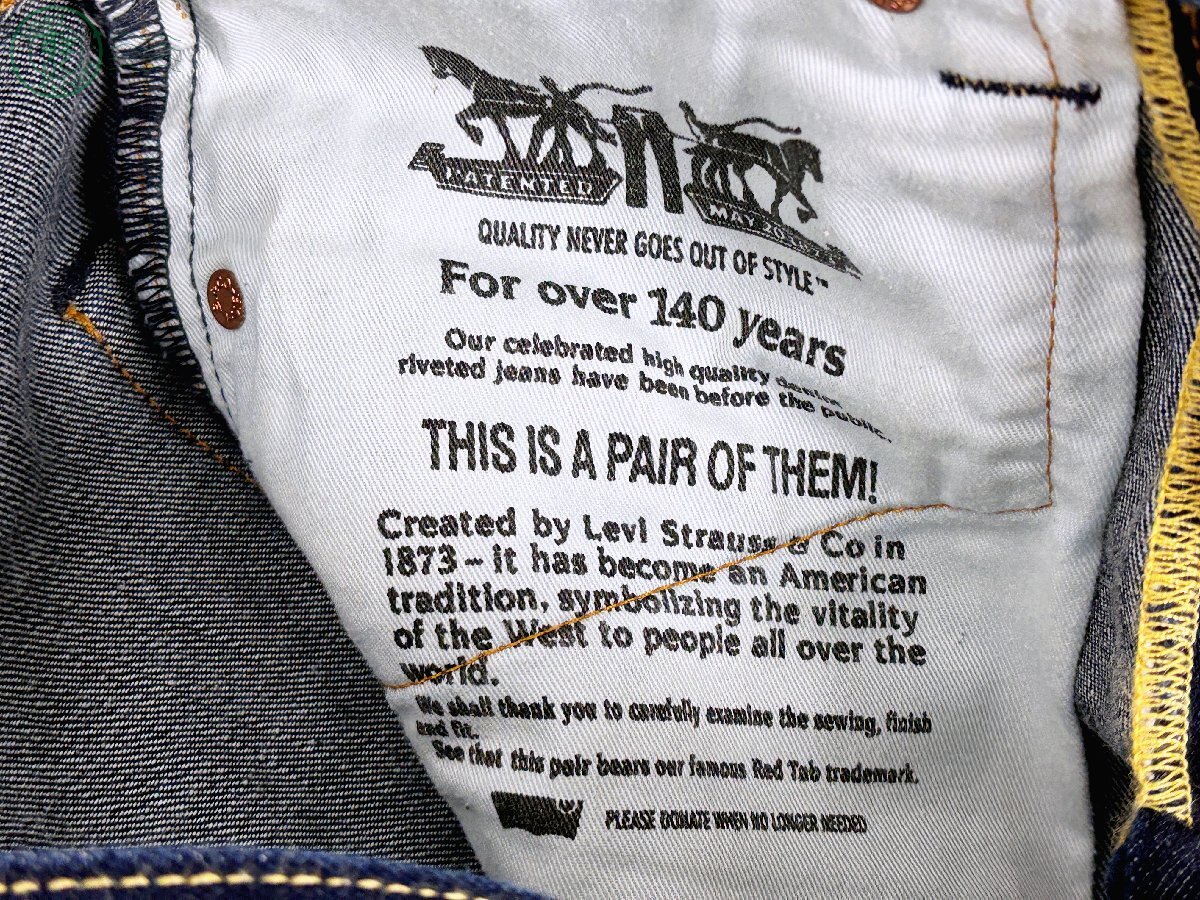 PATENTED
MAY 20
QUALITY NEVER GOES OUT OF STYLE™
For over 140 years
Our celebrated high quality denim
riveted jeans have been before the public.
THIS IS A PAIR OF THEM!
Created by Levi Strauss & Co in
1873 – it has become an American
tradition, symbolizing the vitality
of the West to people all over the
world.
We shall thank you to carefully examine the sewing, finish
and fit.
See that this pair bears our famous Red Tab trademark.
PLEASE DONATE WHEN NO LONGER NEEDED